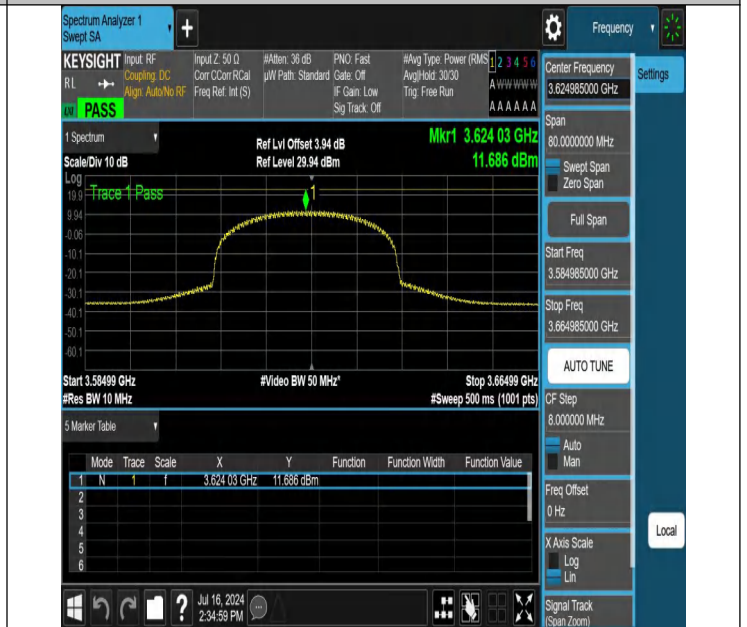 Spectrum Analyzer 1
Swept SA
+
Frequency
KEYSIGHT
RL
PASS
Input: RF
Coupling: DC
Align: Auto/No RF
Input Z: 50 Ω
Corr CCorr RCal
Freq Ref: Int (S)
#Atten: 36 dB
µW Path: Standard
PNO: Fast
Gate: Off
IF Gain: Low
Sig Track: Off
#Avg Type: Power (RMS)
Avg|Hold: 30/30
Trig: Free Run
1 2 3 4 5 6
A W W W W W
A A A A A A
1 Spectrum
Scale/Div 10 dB
Ref Lvl Offset 3.94 dB
Ref Level 29.94 dBm
Mkr1 3.624 03 GHz
11.686 dBm
Log
Trace 1 Pass
1
19.9
9.94
-0.06
-10.1
-20.1
-30.1
-40.1
-50.1
-60.1
Start 3.58499 GHz
#Video BW 50 MHz*
Stop 3.66499 GHz
#Res BW 10 MHz
#Sweep 500 ms (1001 pts)
5 Marker Table
Mode Trace Scale X Y Function Function Width Function Value
1 N 1 f 3.624 03 GHz 11.686 dBm
2
3
4
5
6
Jul 16, 2024
2:34:59 PM
Center Frequency
3.624985000 GHz
Settings
Span
80.0000000 MHz
Swept Span
Zero Span
Full Span
Start Freq
3.584985000 GHz
Stop Freq
3.664985000 GHz
AUTO TUNE
CF Step
8.000000 MHz
Auto
Man
Freq Offset
0 Hz
Local
X Axis Scale
Log
Lin
Signal Track
(Span Zoom)